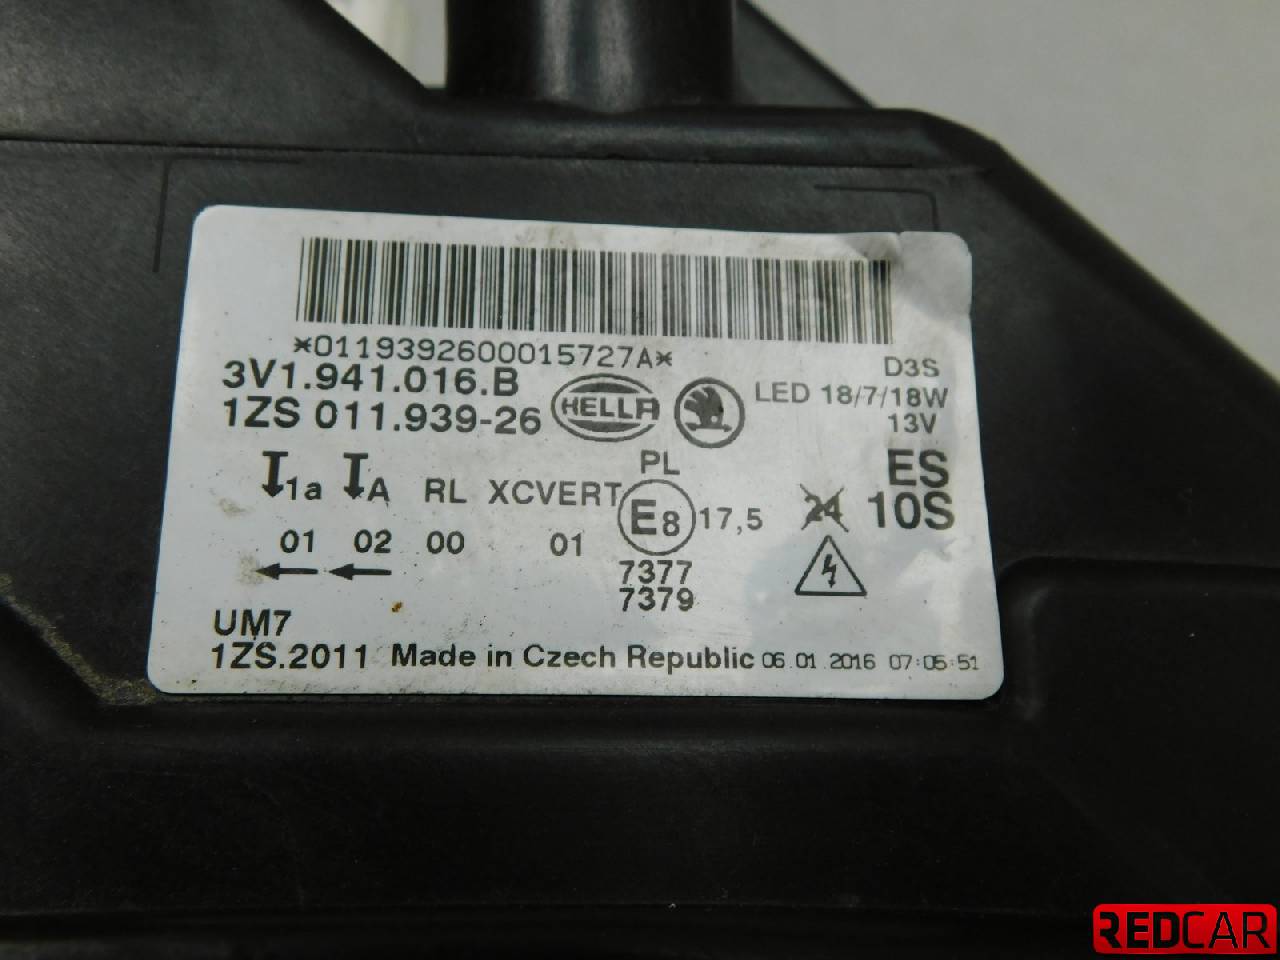 *0119392600015727A*
3V1.941.016.B
1ZS 011.939-26
HELLA
D3S
LED 18/7/18W
13V
1a A RL XCVERT
PL
E8 17,5
24
ES
10S
01 02 00 01
7377
7379
UM7
1ZS.2011 Made in Czech Republic 06.01.2016 07:05:51
REDCAR